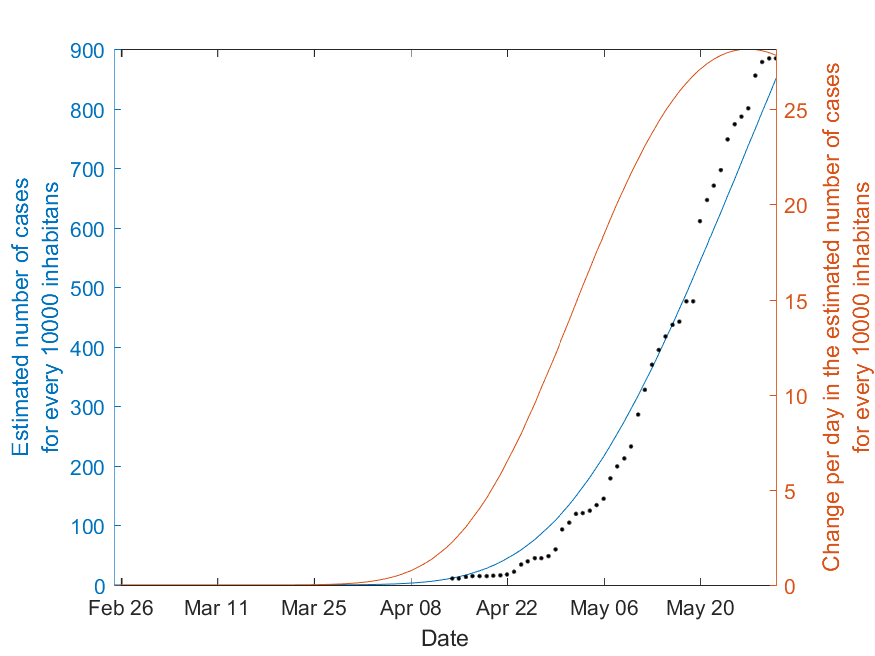 Estimated number of cases
for every 10000 inhabitans
900
800
700
600
500
400
300
200
100
0
25
20
15
10
5
0
Change per day in the estimated number of cases
for every 10000 inhabitans
Feb 26
Mar 11
Mar 25
Apr 08
Apr 22
May 06
May 20
Date